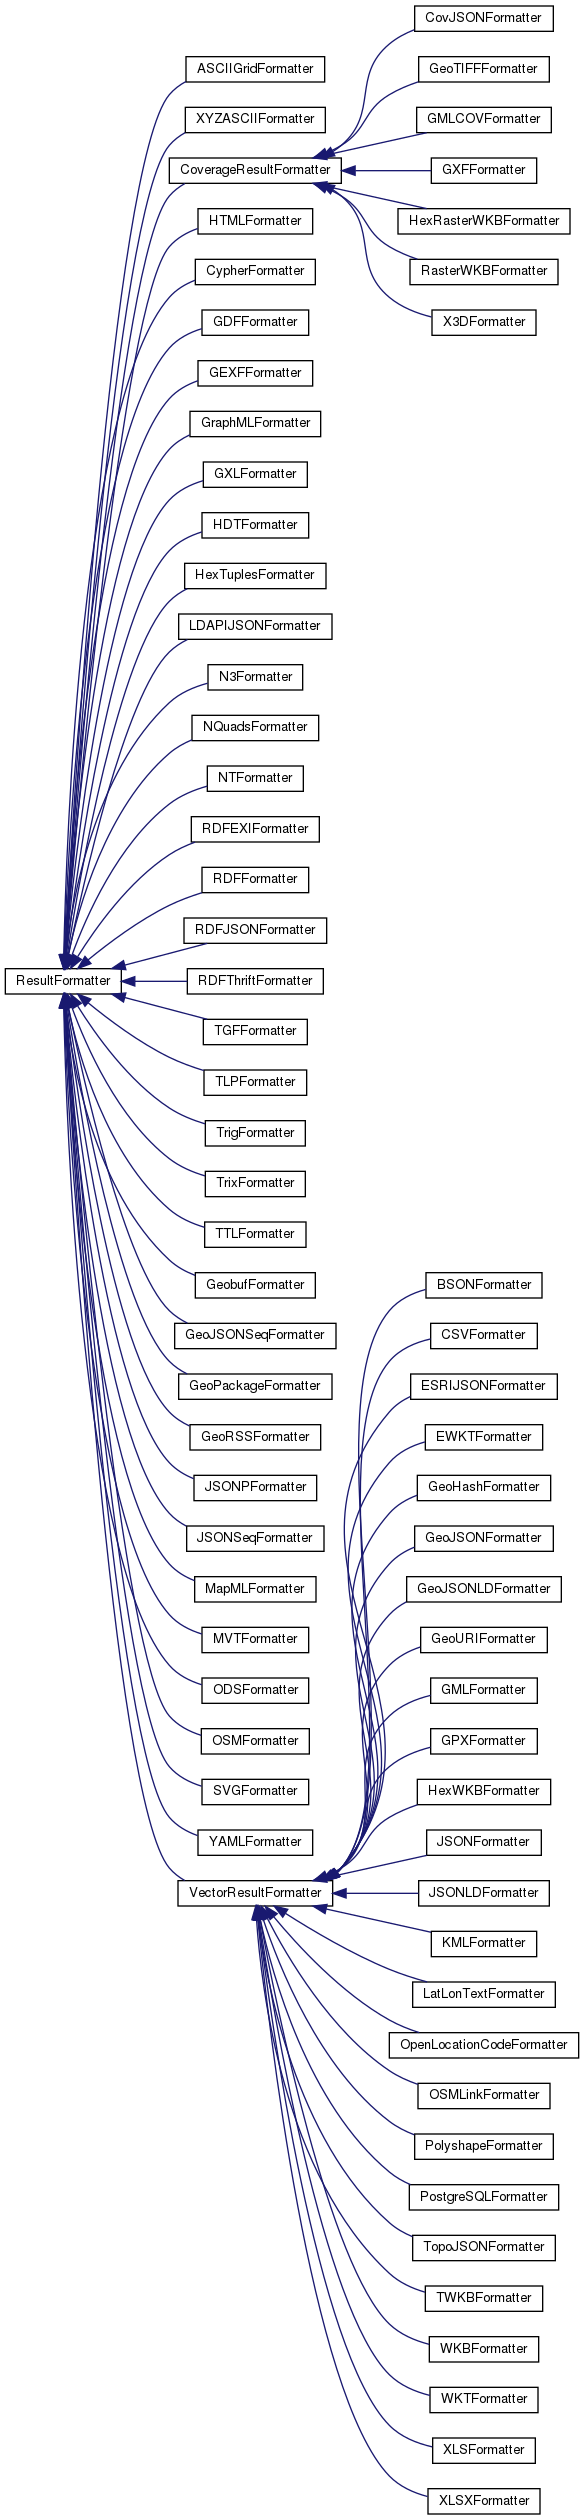 CovJSONFormatter
ASCIIGridFormatter
GeoTIFFFormatter
XYZASCIIFormatter
GMLCOVFormatter
CoverageResultFormatter
GXFFormatter
HTMLFormatter
HexRasterWKBFormatter
CypherFormatter
RasterWKBFormatter
GDFFormatter
X3DFormatter
GEXFFormatter
GraphMLFormatter
GXLFormatter
HDTFormatter
HexTuplesFormatter
LDAPIJSONFormatter
N3Formatter
NQuadsFormatter
NTFormatter
RDFEXIFormatter
RDFFormatter
RDFJSONFormatter
ResultFormatter
RDFThriftFormatter
TGFFormatter
TLPFormatter
TrigFormatter
TrixFormatter
TTLFormatter
GeobufFormatter
BSONFormatter
GeoJSONSeqFormatter
CSVFormatter
GeoPackageFormatter
ESRIJSONFormatter
GeoRSSFormatter
EWKTFormatter
JSONPFormatter
GeoHashFormatter
JSONSeqFormatter
GeoJSONFormatter
MapMLFormatter
GeoJSONLDFormatter
MVTFormatter
GeoURIFormatter
ODSFormatter
GMLFormatter
OSMFormatter
GPXFormatter
SVGFormatter
HexWKBFormatter
YAMLFormatter
JSONFormatter
VectorResultFormatter
JSONLDFormatter
KMLFormatter
LatLonTextFormatter
OpenLocationCodeFormatter
OSMLinkFormatter
PolyshapeFormatter
PostgreSQLFormatter
TopoJSONFormatter
TWKBFormatter
WKBFormatter
WKTFormatter
XLSFormatter
XLSXFormatter